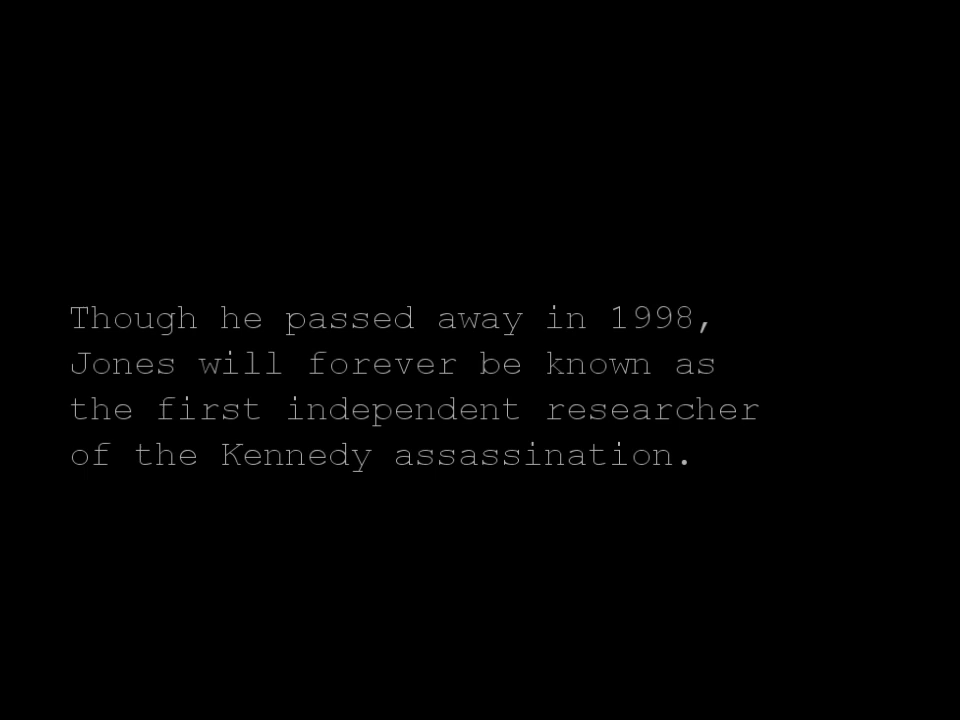 Though he passed away in 1998,
Jones will forever be known as
the first independent researcher
of the Kennedy assassination.